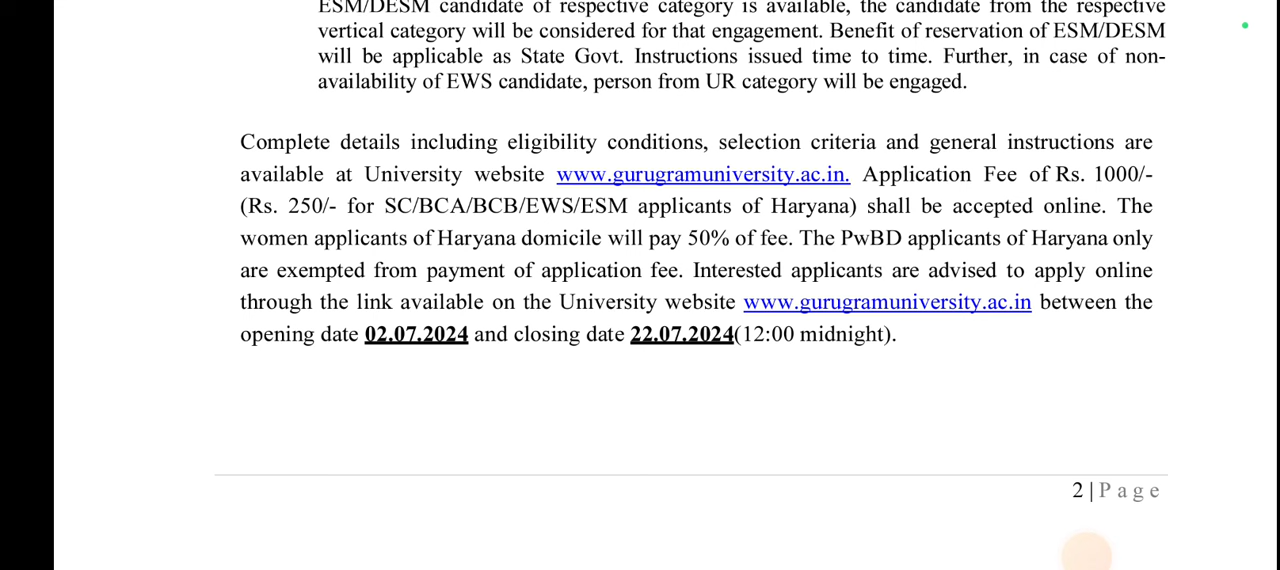 ESM/DESM candidate of respective category is available, the candidate from the respective
vertical category will be considered for that engagement. Benefit of reservation of ESM/DESM
will be applicable as State Govt. Instructions issued time to time. Further, in case of non-
availability of EWS candidate, person from UR category will be engaged.
Complete details including eligibility conditions, selection criteria and general instructions are
available at University website www.gurugramuniversity.ac.in. Application Fee of Rs. 1000/-
(Rs. 250/- for SC/BCA/BCB/EWS/ESM applicants of Haryana) shall be accepted online. The
women applicants of Haryana domicile will pay 50% of fee. The PwBD applicants of Haryana only
are exempted from payment of application fee. Interested applicants are advised to apply online
through the link available on the University website www.gurugramuniversity.ac.in between the
opening date 02.07.2024 and closing date 22.07.2024(12:00 midnight).
2 | P a g e